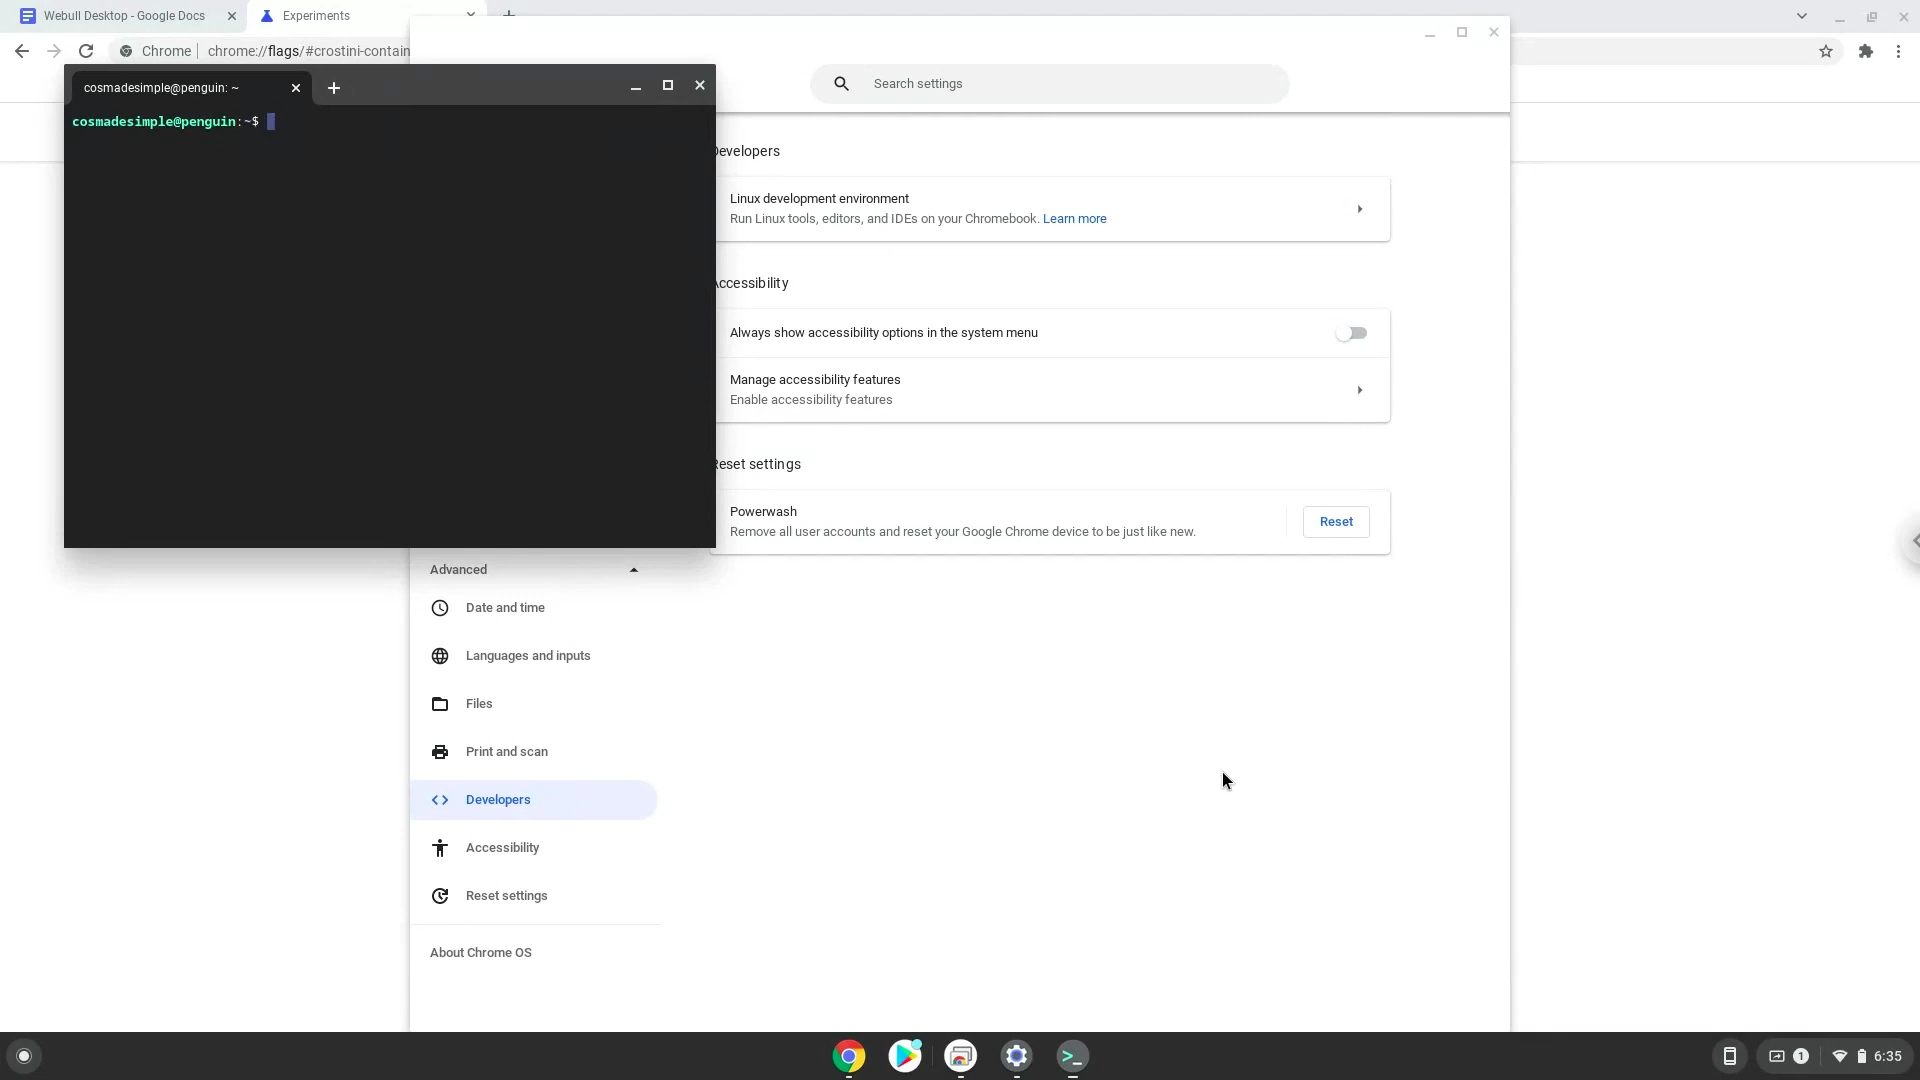 Webull Desktop - Google Docs
Experiments
Chrome
chrome://flags/#crostini-contain
cosmadesimple@penguin: ~
cosmadesimple@penguin:~$
Search settings
Developers
Linux development environment
Run Linux tools, editors, and IDEs on your Chromebook. Learn more
Accessibility
Always show accessibility options in the system menu
Manage accessibility features
Enable accessibility features
Reset settings
Powerwash
Remove all user accounts and reset your Google Chrome device to be just like new.
Reset
Advanced
Date and time
Languages and inputs
Files
Print and scan
Developers
Accessibility
Reset settings
About Chrome OS
1
6:35